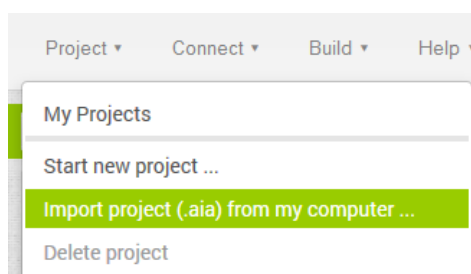 Project ▾ Connect ▾ Build ▾ Help ▾
My Projects
Start new project ...
Import project (.aia) from my computer ...
Delete project